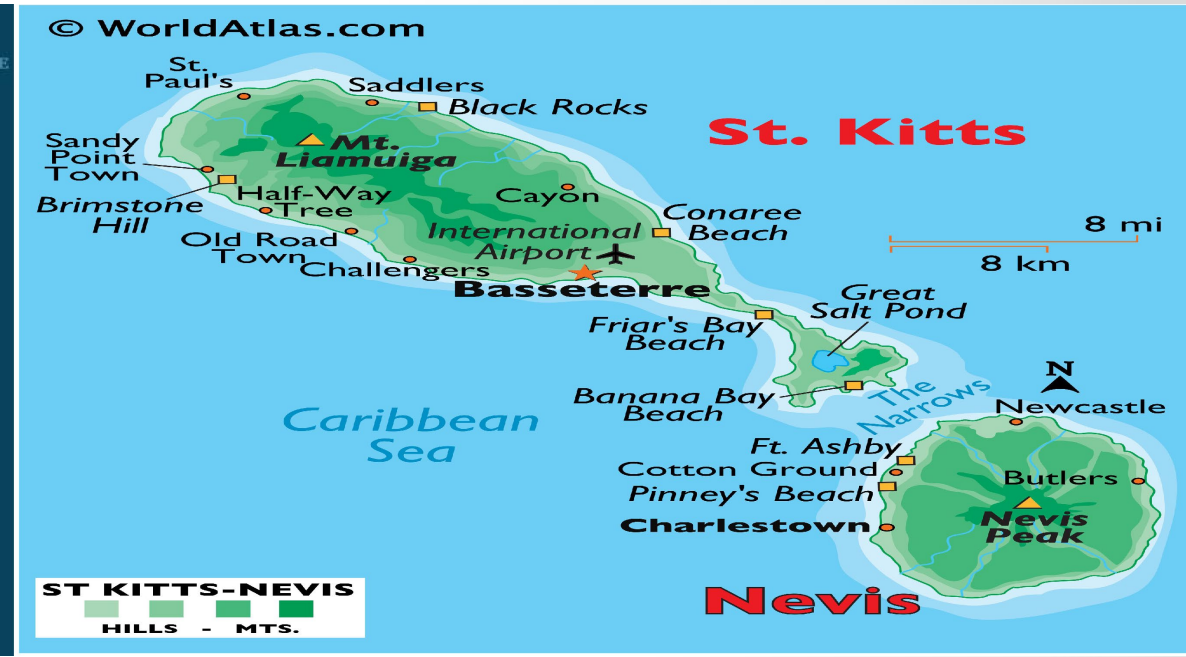 © WorldAtlas.com
E
St.
Paul's
Saddlers
Black Rocks
St. Kitts
Sandy
Point
Town
Mt.
Liamuiga
Brimstone
Hill
Half-Way
Tree
Cayon
Conaree
Beach
International
Airport
Old Road
Town
Challengers
Basseterre
8 mi
8 km
Great
Salt Pond
Friar's Bay
Beach
Banana Bay
Beach
The
Narrows
N
Newcastle
Caribbean
Sea
Ft. Ashby
Cotton Ground
Pinney's Beach
Butlers
Charlestown
Nevis
Peak
Nevis
ST KITTS-NEVIS
HILLS - MTS.